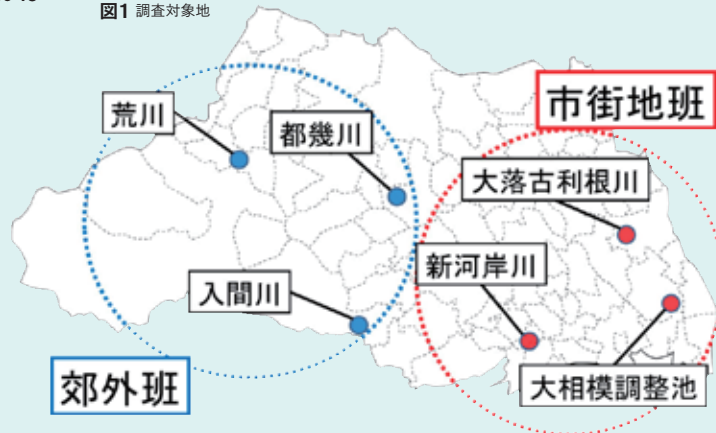 図1 調査対象地
市街地班
荒川
都幾川
大落古利根川
新河岸川
入間川
郊外班
大相模調整池